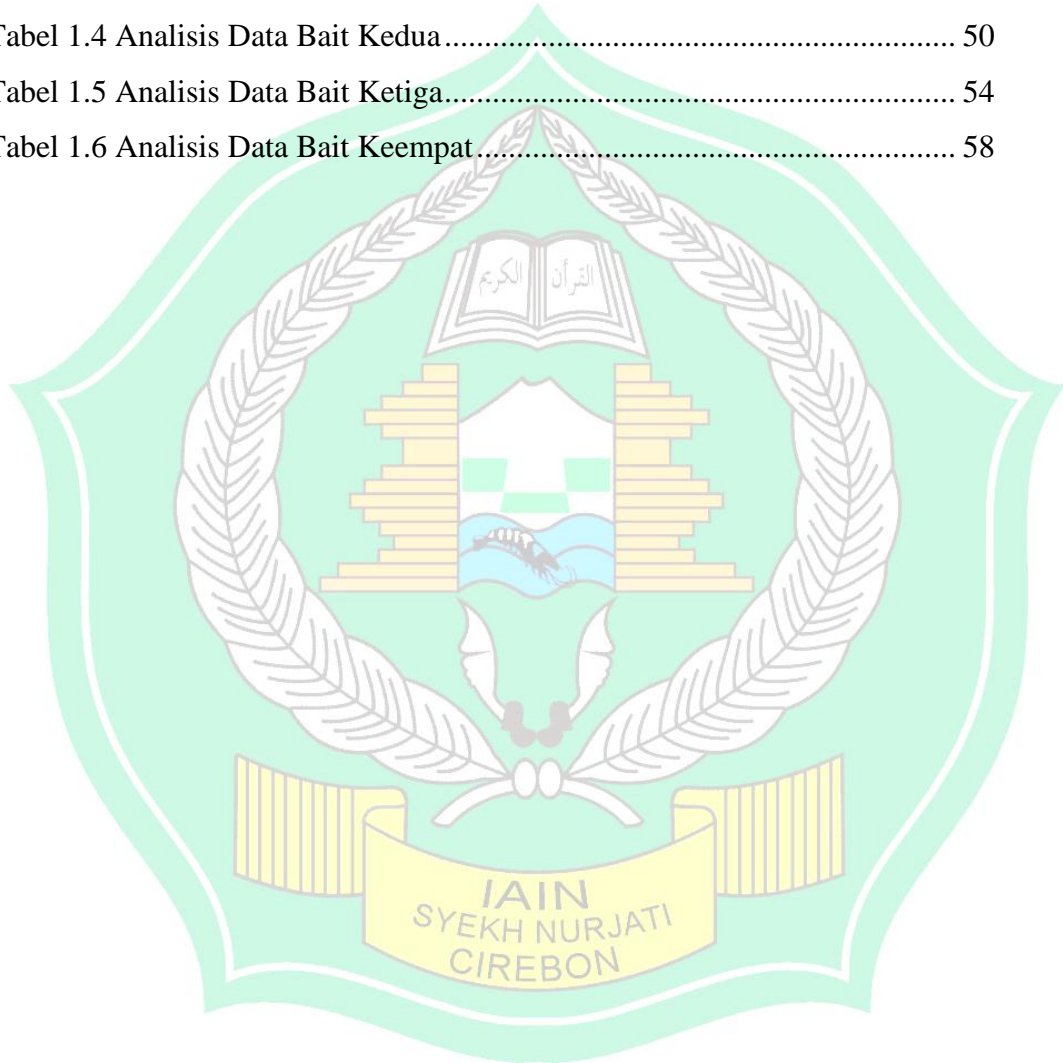 Tabel 1.4 Analisis Data Bait Kedua................................................................ 50
Tabel 1.5 Analisis Data Bait Ketiga................................................................ 54
Tabel 1.6 Analisis Data Bait Keempat............................................................ 58
القرآن الكريم
IAIN
SYEKH NURJATI
CIREBON